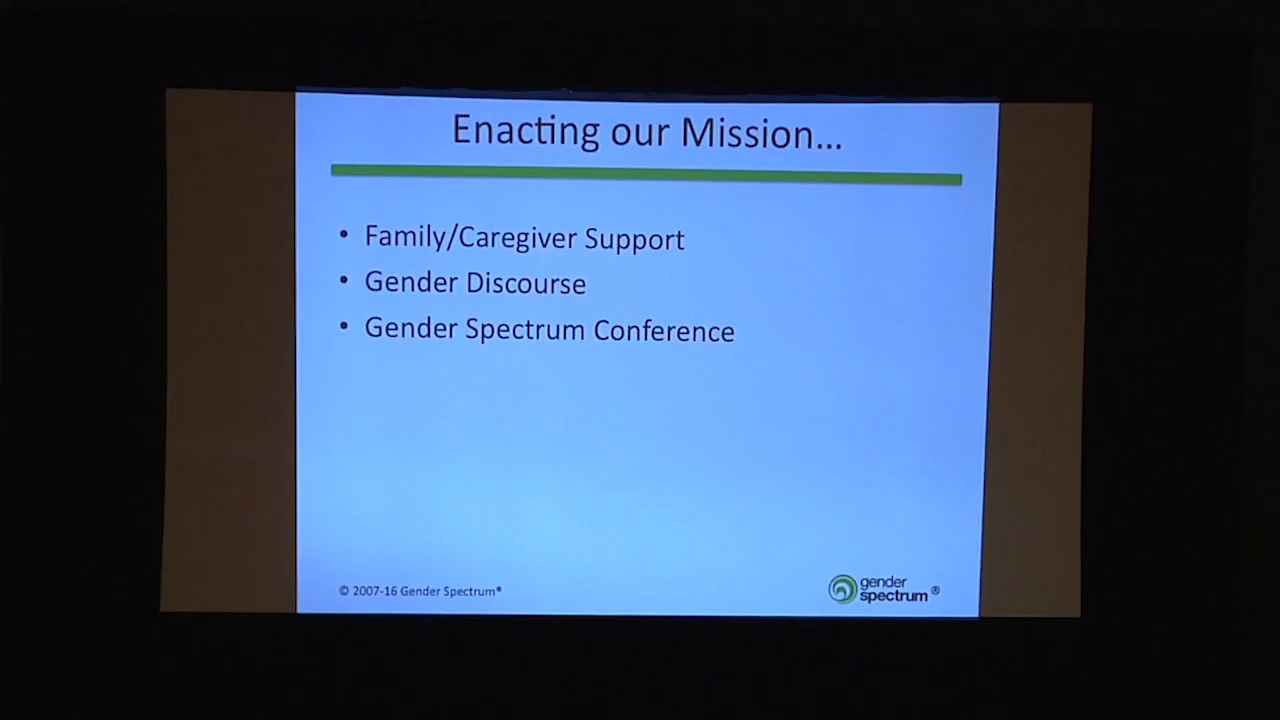 Enacting our Mission...
• Family/Caregiver Support
• Gender Discourse
• Gender Spectrum Conference
© 2007-16 Gender Spectrum®
gender
spectrum ®